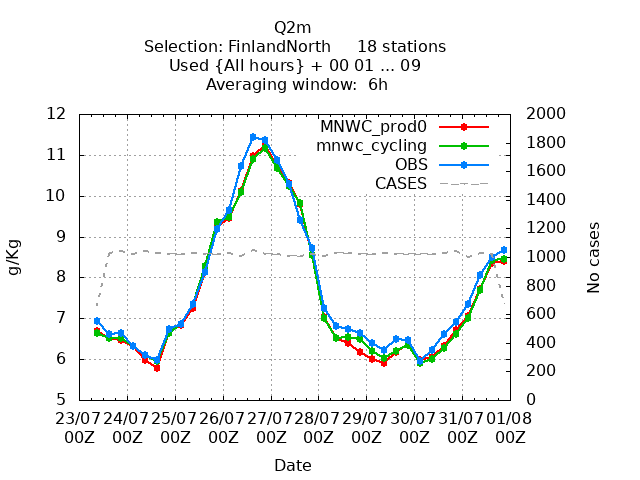 Q2m
Selection: FinlandNorth 18 stations
Used {All hours} + 00 01 ... 09
Averaging window: 6h
MNWC_prod0
mnwc_cycling
OBS
CASES
g/Kg
12
11
10
9
8
7
6
5
No cases
2000
1800
1600
1400
1200
1000
800
600
400
200
0
23/07 24/07 25/07 26/07 27/07 28/07 29/07 30/07 31/07 01/08
00Z 00Z 00Z 00Z 00Z 00Z 00Z 00Z 00Z 00Z
Date